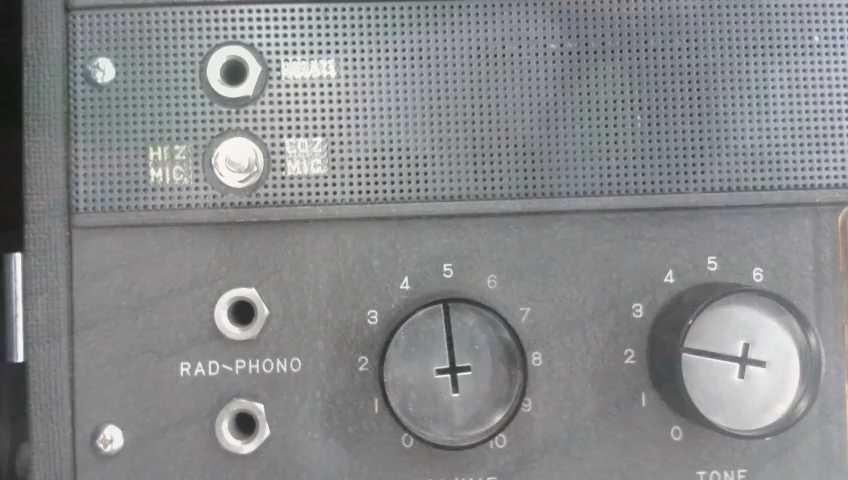 HI Z
MIC.
LO Z
MIC.
RAD-PHONO
0 1 2 3 4 5 6 7 8 9 10
0 1 2 3 4 5 6
TONE